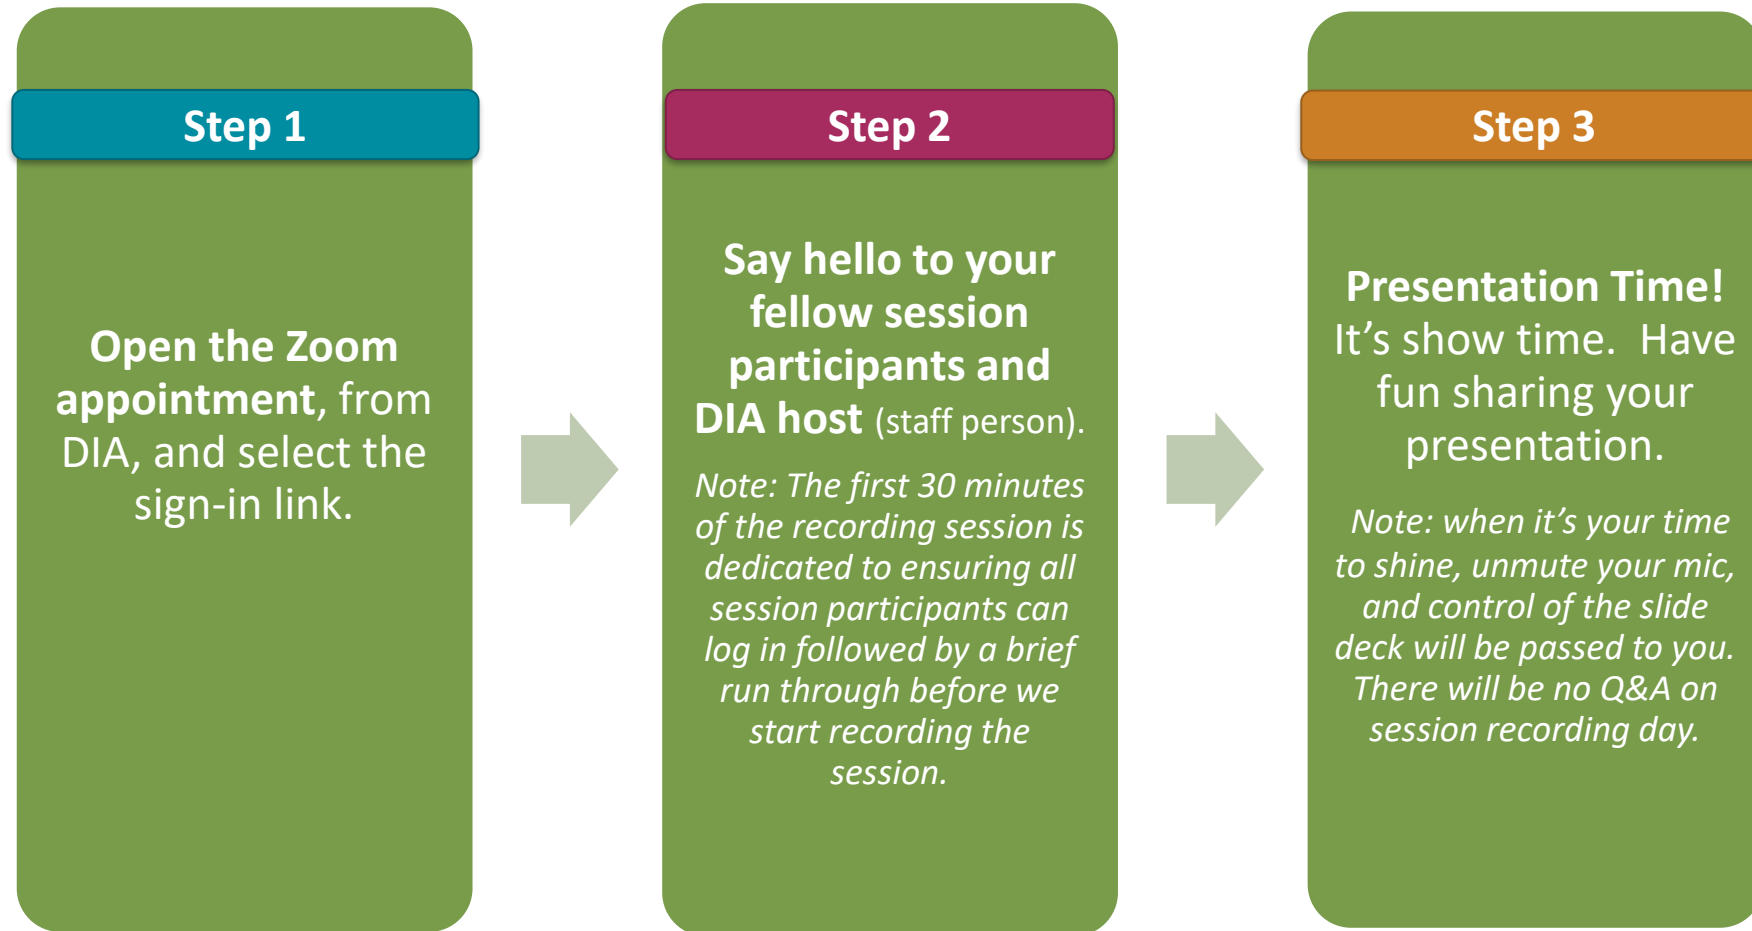 Step 1
Open the Zoom
appointment, from
DIA, and select the
sign-in link.
Step 2
Say hello to your
fellow session
participants and
DIA host (staff person).
Note: The first 30 minutes
of the recording session is
dedicated to ensuring all
session participants can
log in followed by a brief
run through before we
start recording the
session.
Step 3
Presentation Time!
It’s show time.  Have
fun sharing your
presentation.
Note: when it’s your time
to shine, unmute your mic,
and control of the slide
deck will be passed to you.
There will be no Q&A on
session recording day.